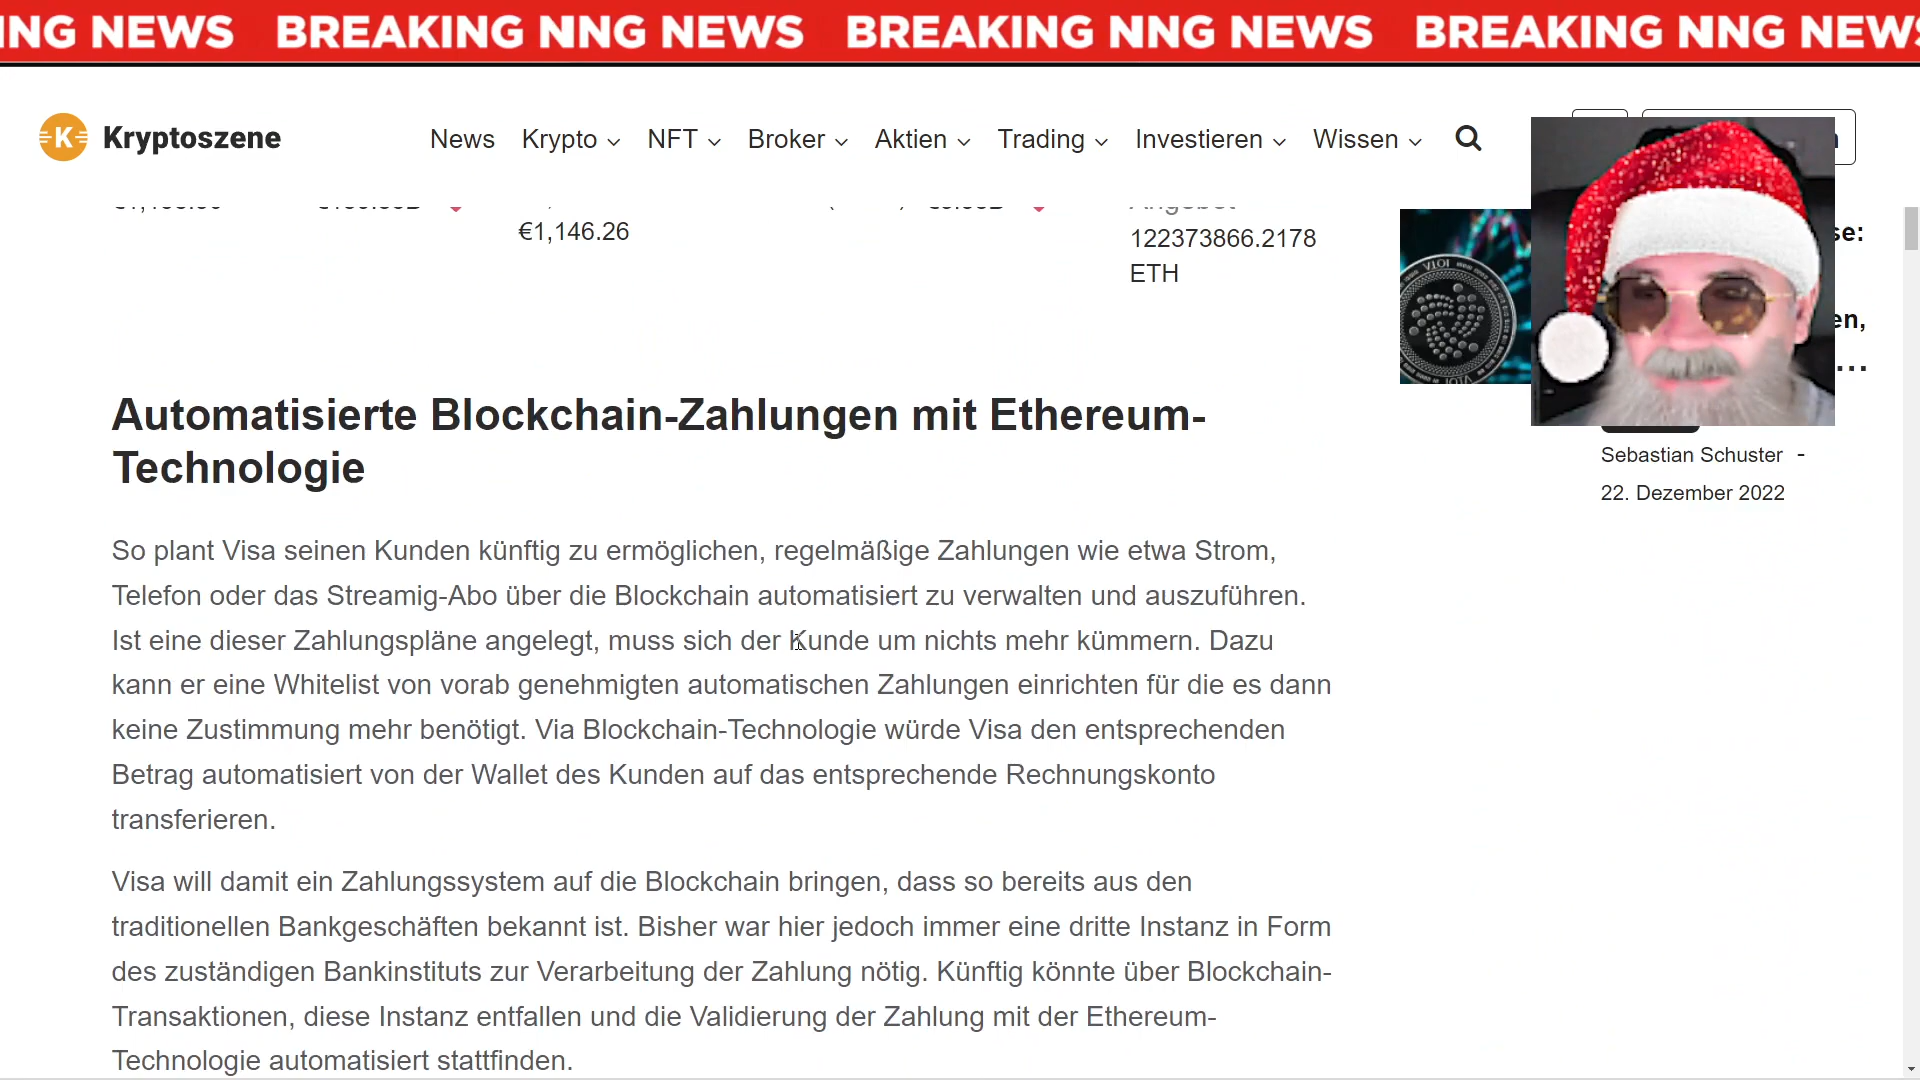 NG NEWS BREAKING NNG NEWS BREAKING NNG NEWS BREAKING NNG NEWS
K Kryptoszene News Krypto NFT Broker Aktien Trading Investieren Wissen
€1,146.26
122373866.2178
ETH
IOTA
se:
en,
...
Sebastian Schuster -
22. Dezember 2022
Automatisierte Blockchain-Zahlungen mit Ethereum-
Technologie
So plant Visa seinen Kunden künftig zu ermöglichen, regelmäßige Zahlungen wie etwa Strom,
Telefon oder das Streamig-Abo über die Blockchain automatisiert zu verwalten und auszuführen.
Ist eine dieser Zahlungspläne angelegt, muss sich der Kunde um nichts mehr kümmern. Dazu
kann er eine Whitelist von vorab genehmigten automatischen Zahlungen einrichten für die es dann
keine Zustimmung mehr benötigt. Via Blockchain-Technologie würde Visa den entsprechenden
Betrag automatisiert von der Wallet des Kunden auf das entsprechende Rechnungskonto
transferieren.
Visa will damit ein Zahlungssystem auf die Blockchain bringen, dass so bereits aus den
traditionellen Bankgeschäften bekannt ist. Bisher war hier jedoch immer eine dritte Instanz in Form
des zuständigen Bankinstituts zur Verarbeitung der Zahlung nötig. Künftig könnte über Blockchain-
Transaktionen, diese Instanz entfallen und die Validierung der Zahlung mit der Ethereum-
Technologie automatisiert stattfinden.